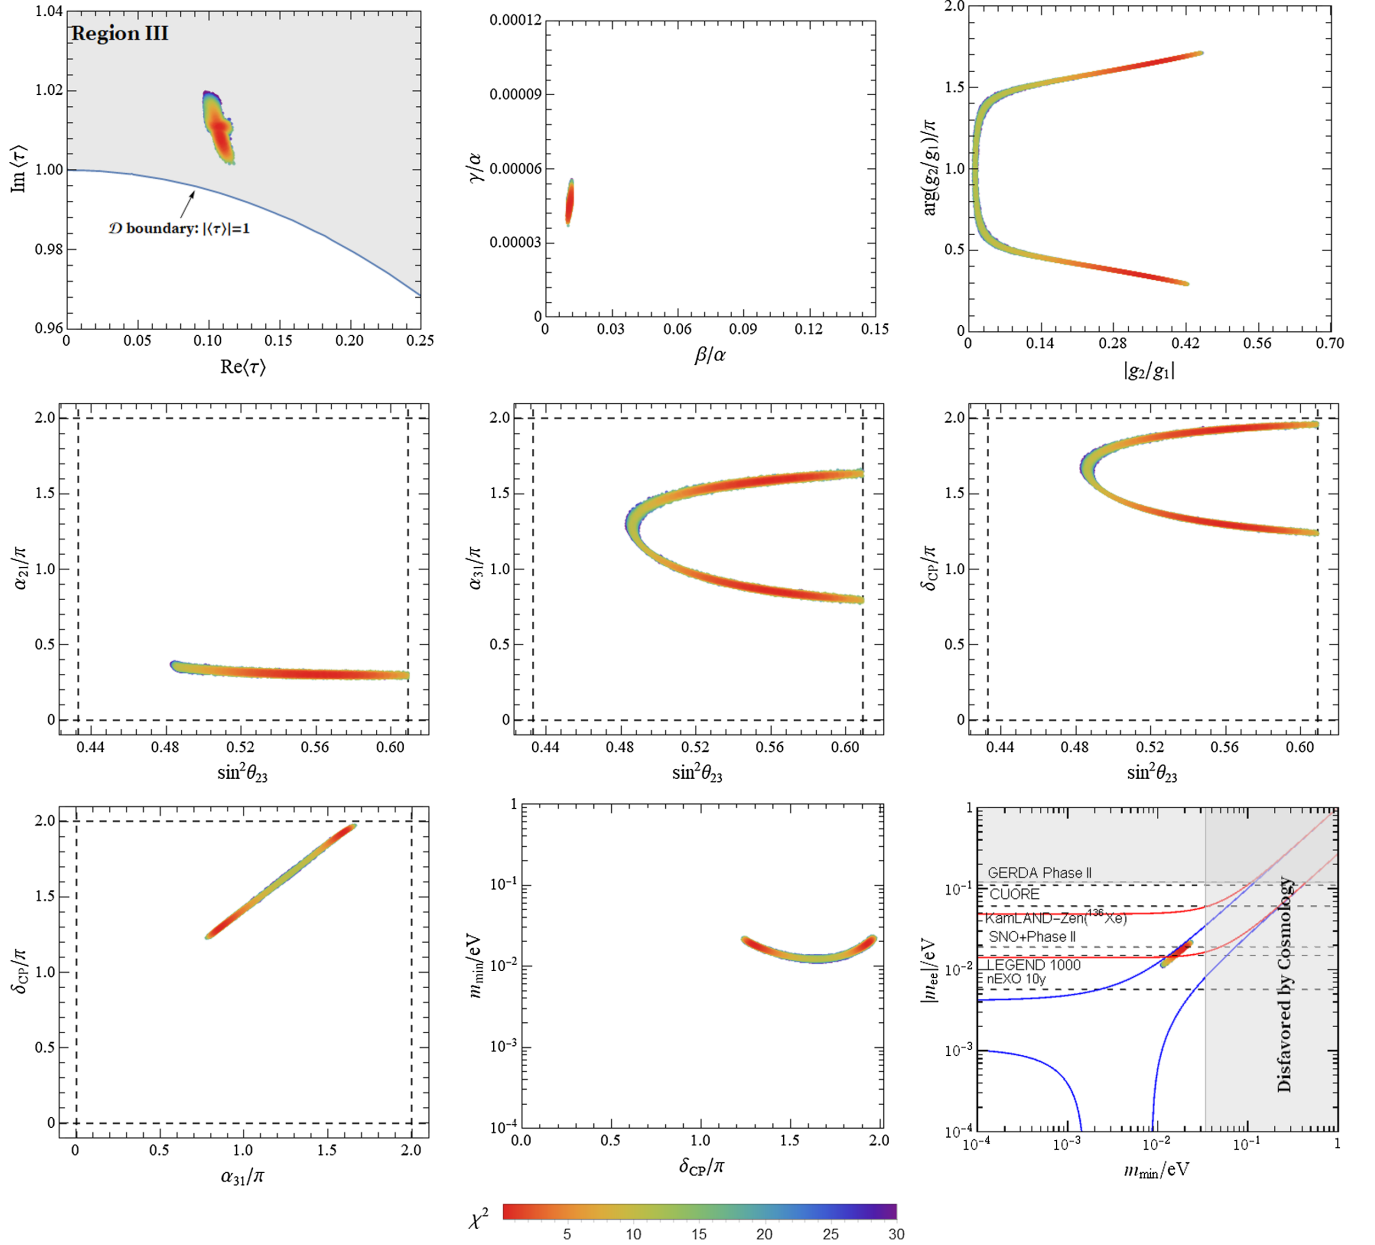 Region III
𝒟 boundary: |⟨τ⟩|=1
1.04
1.02
1.00
0.98
0.96
Im ⟨τ⟩
0 0.05 0.10 0.15 0.20 0.25
Re⟨τ⟩
0.00012
0.00009
0.00006
0.00003
0
γ/α
0 0.03 0.06 0.09 0.12 0.15
β/α
2.0
1.5
1.0
0.5
0
arg(g₂/g₁)/π
0 0.14 0.28 0.42 0.56 0.70
|g₂/g₁|
2.0
1.5
1.0
0.5
0
α₂₁/π
0.44 0.48 0.52 0.56 0.60
sin²θ₂₃
2.0
1.5
1.0
0.5
0
α₃₁/π
0.44 0.48 0.52 0.56 0.60
sin²θ₂₃
2.0
1.5
1.0
0.5
0
δCP/π
0.44 0.48 0.52 0.56 0.60
sin²θ₂₃
2.0
1.5
1.0
0.5
0
δCP/π
0 0.5 1.0 1.5 2.0
α₃₁/π
1
10⁻¹
10⁻²
10⁻³
10⁻⁴
mmin/eV
0.0 0.5 1.0 1.5 2.0
δCP/π
1
10⁻¹
10⁻²
10⁻³
10⁻⁴
|mee|/eV
GERDA Phase II
CUORE
KamLAND−Zen(¹³⁶Xe)
SNO+Phase II
LEGEND 1000
nEXO 10y
Disfavored by Cosmology
10⁻⁴ 10⁻³ 10⁻² 10⁻¹ 1
mmin/eV
χ²
5 10 15 20 25 30